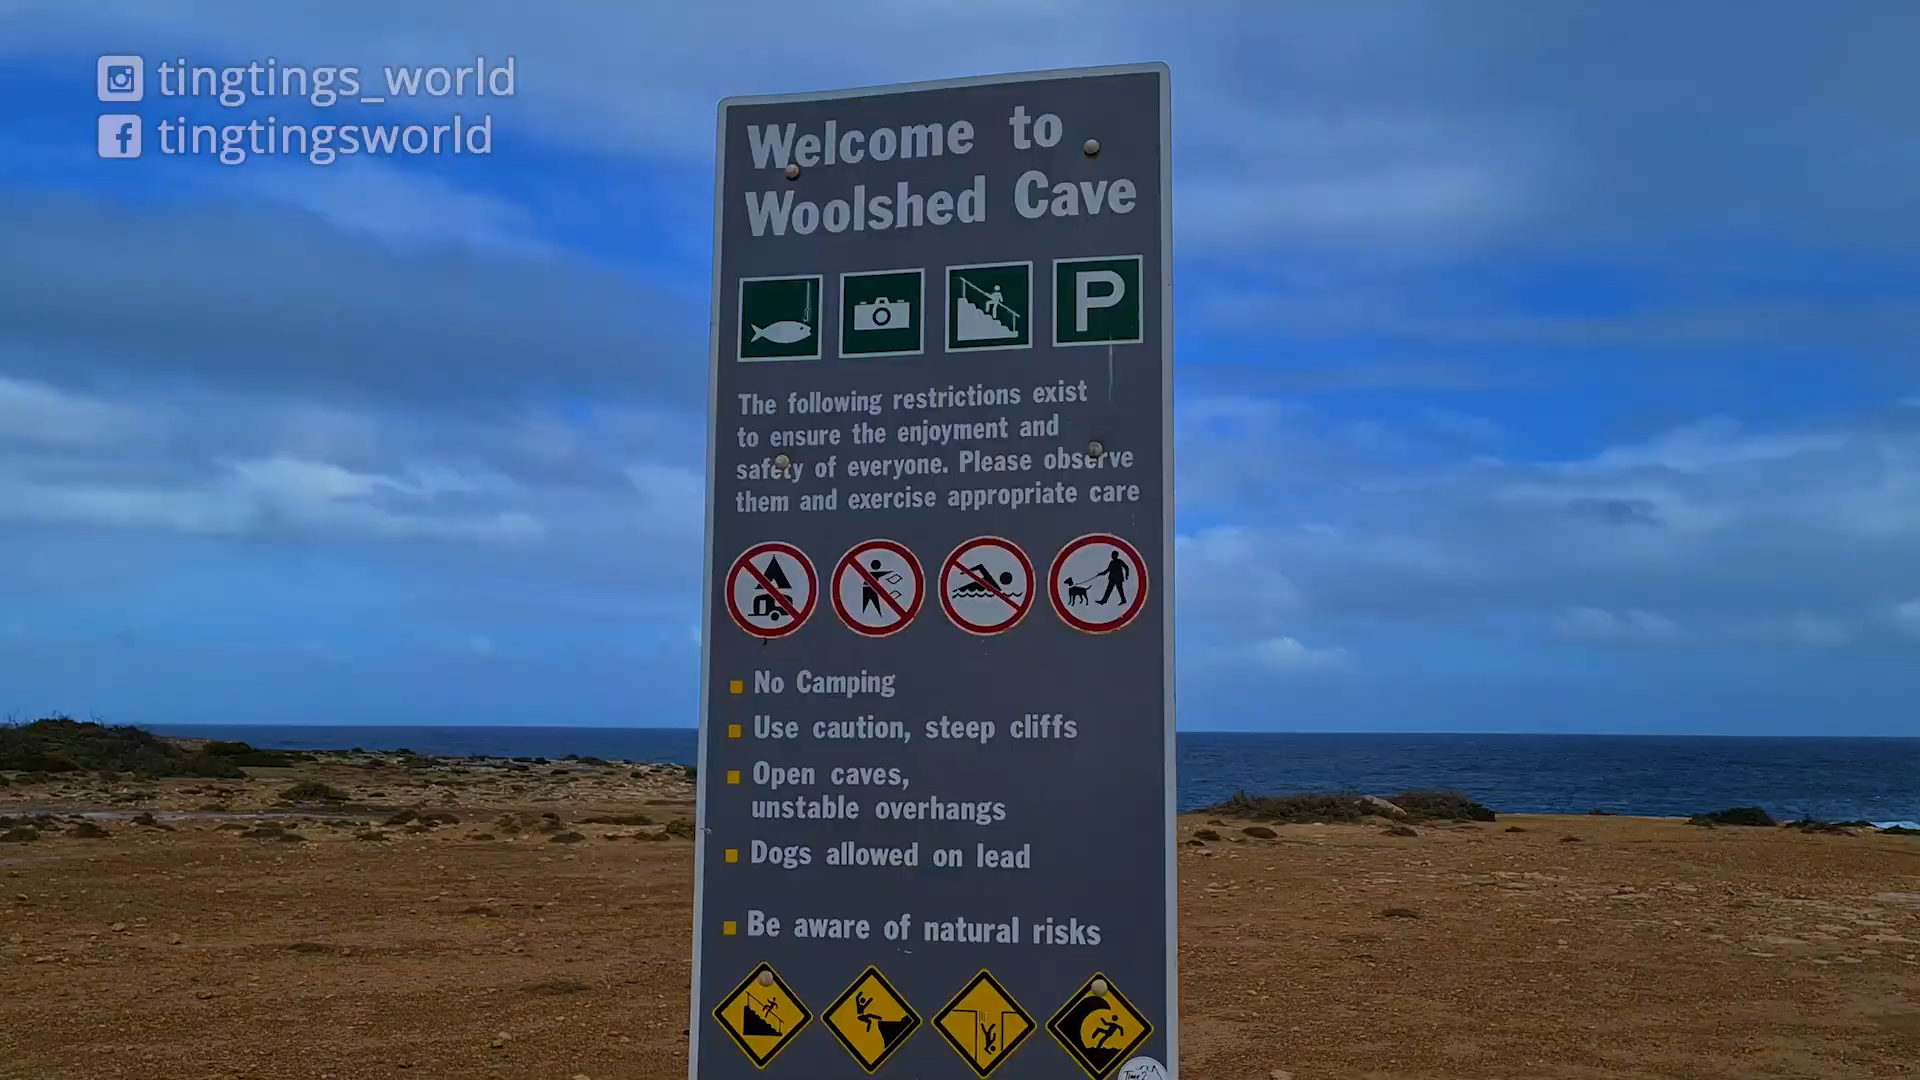 tingtings_world
tingtingsworld
Welcome to
Woolshed Cave
P
The following restrictions exist
to ensure the enjoyment and
safety of everyone. Please observe
them and exercise appropriate care
No Camping
Use caution, steep cliffs
Open caves,
unstable overhangs
Dogs allowed on lead
Be aware of natural risks